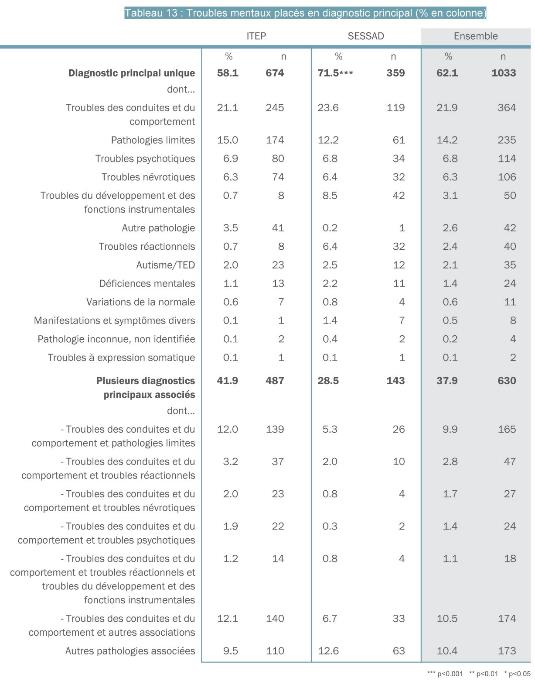 Tableau 13 : Troubles mentaux placés en diagnostic principal (% en colonne)
ITEP SESSAD Ensemble
% n % n % n
Diagnostic principal unique 58.1 674 71.5*** 359 62.1 1033
dont...
Troubles des conduites et du 21.1 245 23.6 119 21.9 364
comportement
Pathologies limites 15.0 174 12.2 61 14.2 235
Troubles psychotiques 6.9 80 6.8 34 6.8 114
Troubles névrotiques 6.3 74 6.4 32 6.3 106
Troubles du développement et des 0.7 8 8.5 42 3.1 50
fonctions instrumentales
Autre pathologie 3.5 41 0.2 1 2.6 42
Troubles réactionnels 0.7 8 6.4 32 2.4 40
Autisme/TED 2.0 23 2.5 12 2.1 35
Déficiences mentales 1.1 13 2.2 11 1.4 24
Variations de la normale 0.6 7 0.8 4 0.6 11
Manifestations et symptômes divers 0.1 1 1.4 7 0.5 8
Pathologie inconnue, non identifiée 0.1 2 0.4 2 0.2 4
Troubles à expression somatique 0.1 1 0.1 1 0.1 2
Plusieurs diagnostics 41.9 487 28.5 143 37.9 630
principaux associés
dont...
- Troubles des conduites et du 12.0 139 5.3 26 9.9 165
comportement et pathologies limites
- Troubles des conduites et du 3.2 37 2.0 10 2.8 47
comportement et troubles réactionnels
- Troubles des conduites et du 2.0 23 0.8 4 1.7 27
comportement et troubles névrotiques
- Troubles des conduites et du 1.9 22 0.3 2 1.4 24
comportement et troubles psychotiques
- Troubles des conduites et du 1.2 14 0.8 4 1.1 18
comportement et troubles réactionnels et
troubles du développement et des
fonctions instrumentales
- Troubles des conduites et du 12.1 140 6.7 33 10.5 174
comportement et autres associations
Autres pathologies associées 9.5 110 12.6 63 10.4 173
*** p<0.001 ** p<0.01 * p<0.05